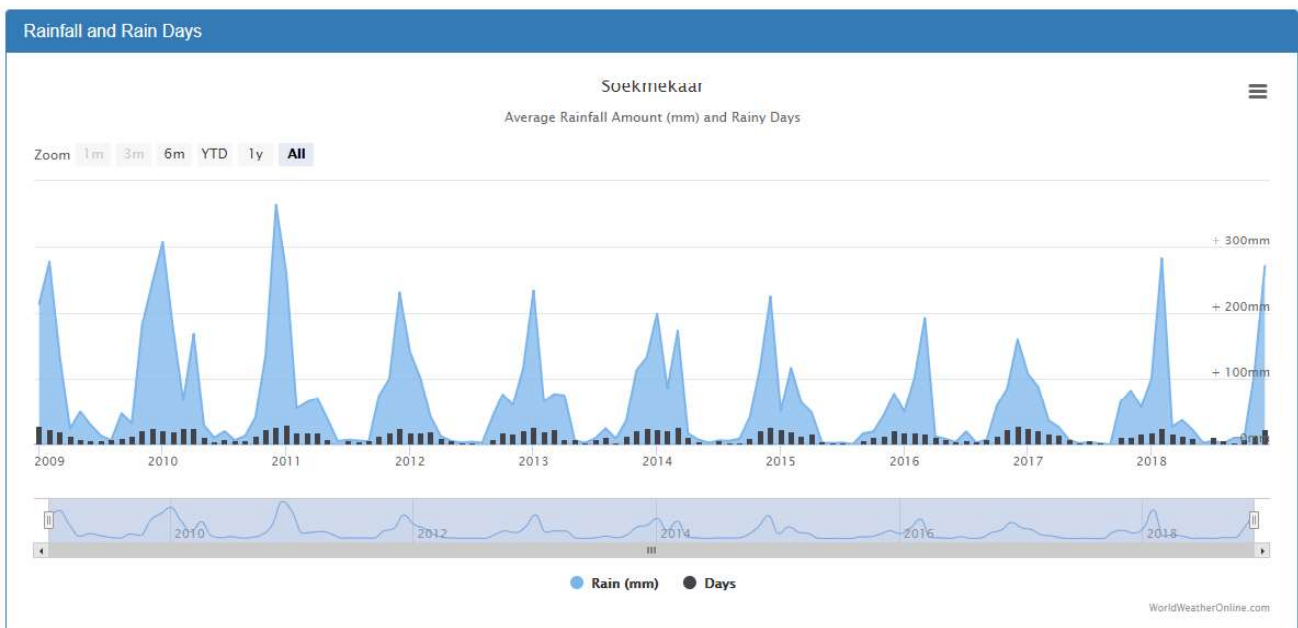 Rainfall and Rain Days
Soekmekaar
Average Rainfall Amount (mm) and Rainy Days
Zoom 1m 3m 6m YTD 1y All
+ 300mm
+ 200mm
+ 100mm
0mm
2009 2010 2011 2012 2013 2014 2015 2016 2017 2018
2010 2012 2014 2016 2018
Rain (mm) Days
WorldWeatherOnline.com